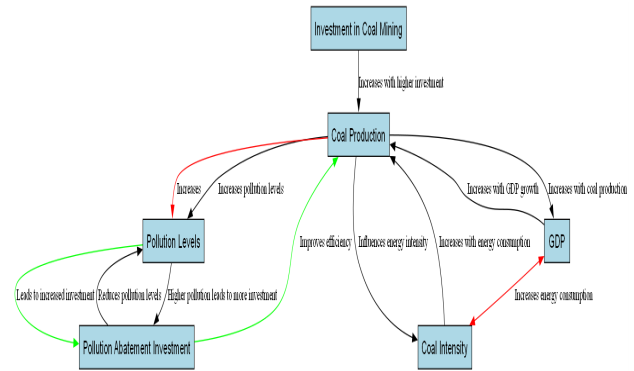 Investment in Coal Mining
Increases with higher investment
Coal Production
Increases
Increases pollution levels
Increases with GDP growth
Increases with coal production
Pollution Levels
Improves efficiency
Influences energy intensity
Increases with energy consumption
GDP
Leads to increased investment
Reduces pollution levels
Higher pollution leads to more investment
Increases energy consumption
Pollution Abatement Investment
Coal Intensity